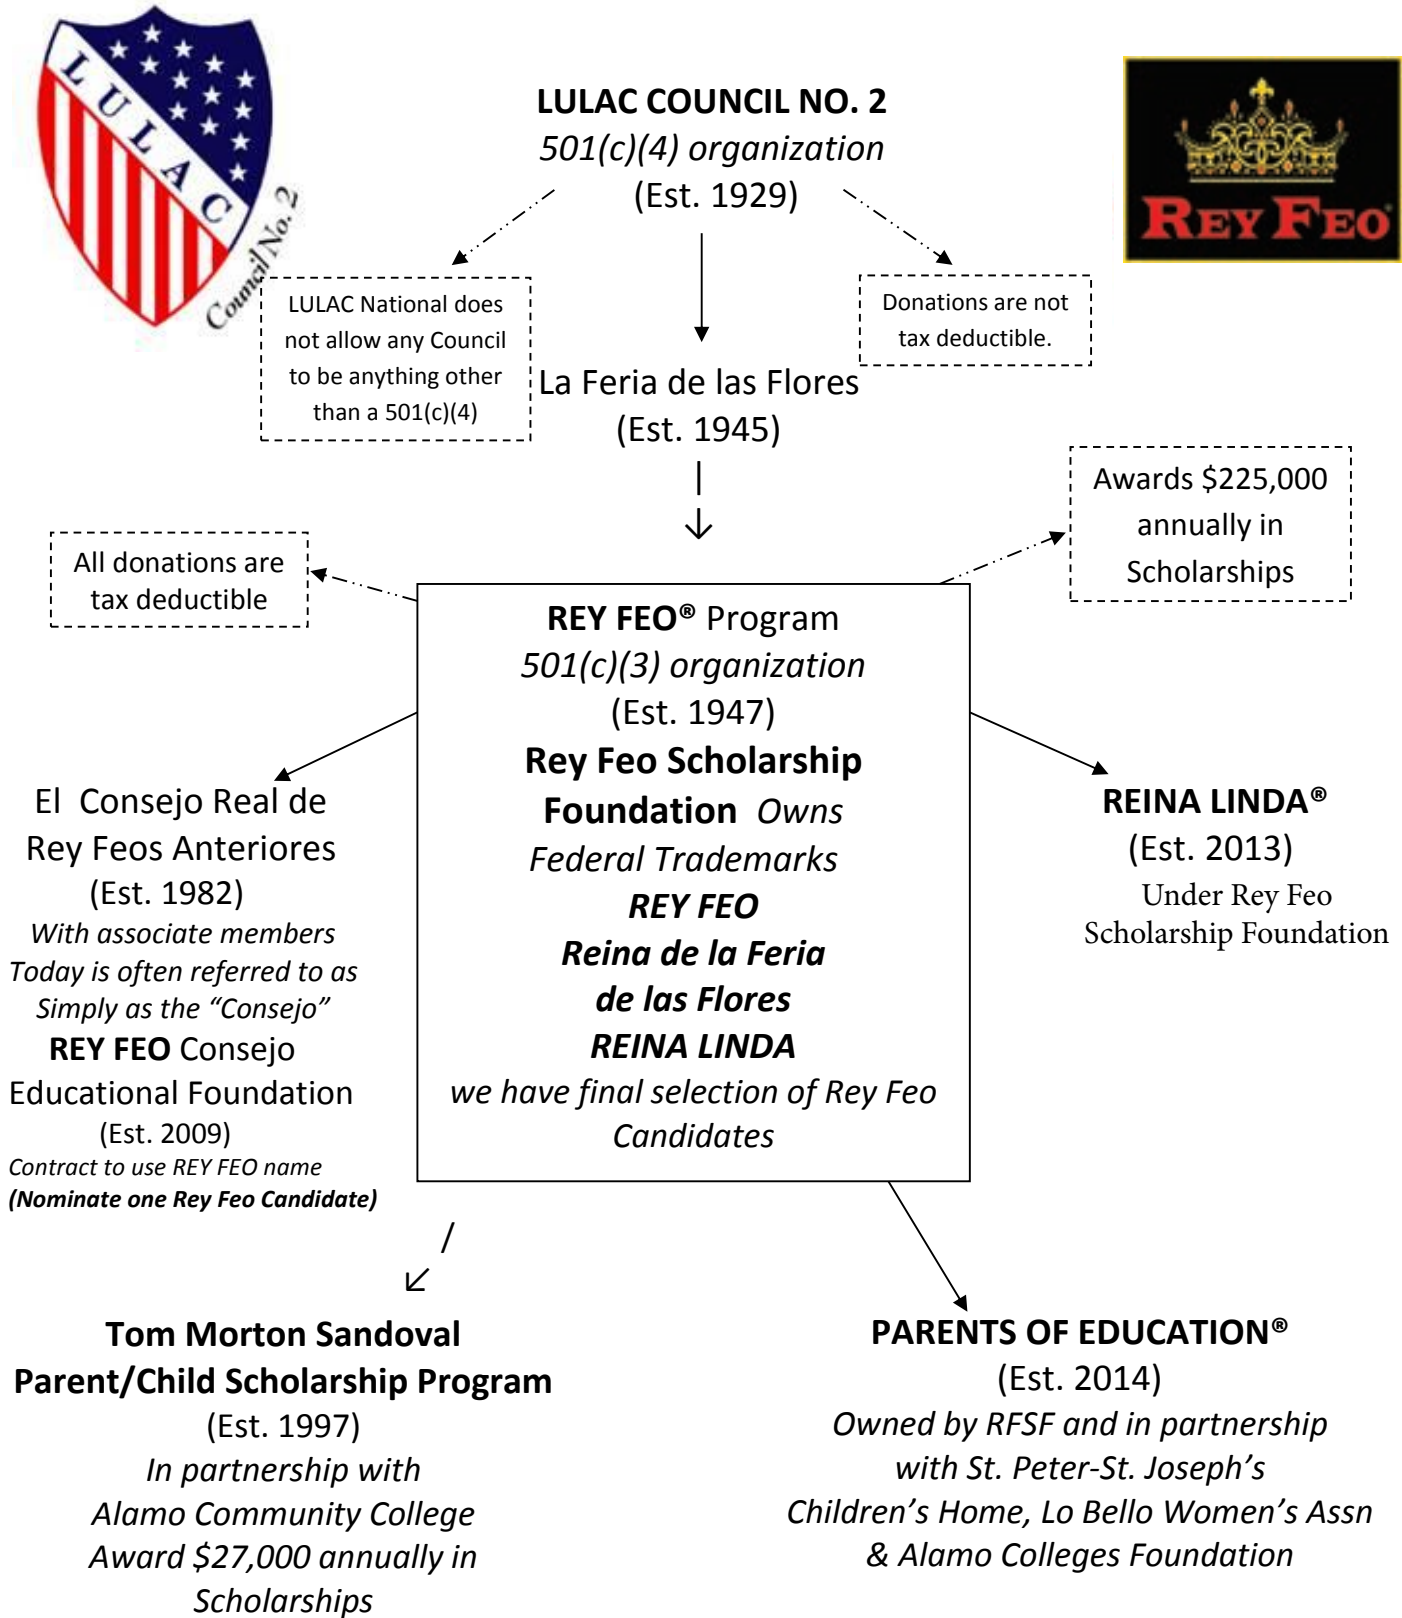 LULAC
Council No. 2
LULAC COUNCIL NO. 2
501(c)(4) organization
(Est. 1929)
REY FEO®
LULAC National does
not allow any Council
to be anything other
than a 501(c)(4)
Donations are not
tax deductible.
La Feria de las Flores
(Est. 1945)
Awards $225,000
annually in
Scholarships
All donations are
tax deductible
REY FEO® Program
501(c)(3) organization
(Est. 1947)
Rey Feo Scholarship
Foundation Owns
Federal Trademarks
REY FEO
Reina de la Feria
de las Flores
REINA LINDA
we have final selection of Rey Feo
Candidates
El Consejo Real de
Rey Feos Anteriores
(Est. 1982)
With associate members
Today is often referred to as
Simply as the “Consejo”
REY FEO Consejo
Educational Foundation
(Est. 2009)
Contract to use REY FEO name
(Nominate one Rey Feo Candidate)
REINA LINDA®
(Est. 2013)
Under Rey Feo
Scholarship Foundation
Tom Morton Sandoval
Parent/Child Scholarship Program
(Est. 1997)
In partnership with
Alamo Community College
Award $27,000 annually in
Scholarships
PARENTS OF EDUCATION®
(Est. 2014)
Owned by RFSF and in partnership
with St. Peter-St. Joseph’s
Children’s Home, Lo Bello Women’s Assn
& Alamo Colleges Foundation